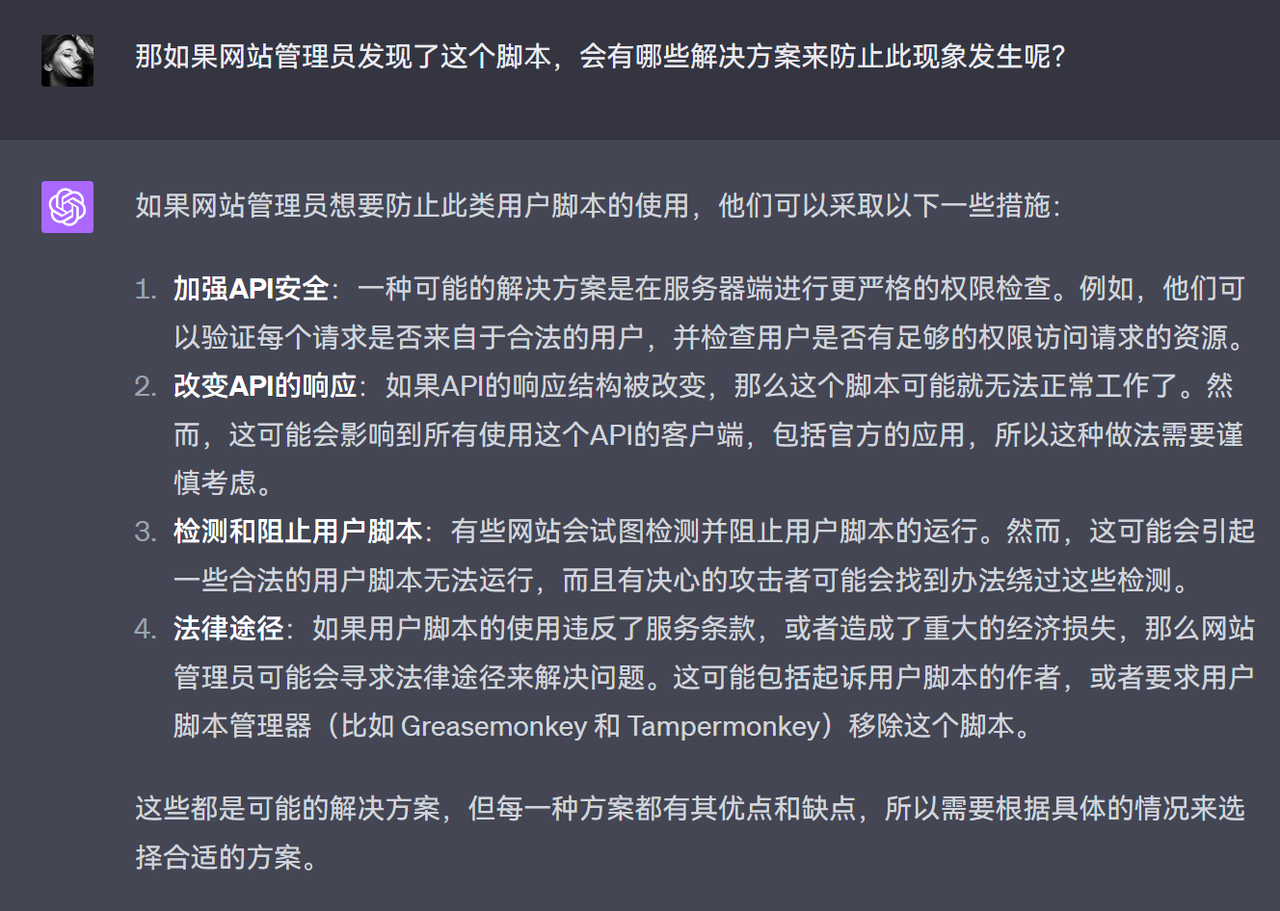 那如果网站管理员发现了这个脚本，会有哪些解决方案来防止此现象发生呢？
如果网站管理员想要防止此类用户脚本的使用，他们可以采取以下一些措施：
1. 加强API安全：一种可能的解决方案是在服务器端进行更严格的权限检查。例如，他们可
以验证每个请求是否来自于合法的用户，并检查用户是否有足够的权限访问请求的资源。
2. 改变API的响应：如果API的响应结构被改变，那么这个脚本可能就无法正常工作了。然
而，这可能会影响到所有使用这个API的客户端，包括官方的应用，所以这种做法需要谨
慎考虑。
3. 检测和阻止用户脚本：有些网站会试图检测并阻止用户脚本的运行。然而，这可能会引起
一些合法的用户脚本无法运行，而且有决心的攻击者可能会找到办法绕过这些检测。
4. 法律途径：如果用户脚本的使用违反了服务条款，或者造成了重大的经济损失，那么网站
管理员可能会寻求法律途径来解决问题。这可能包括起诉用户脚本的作者，或者要求用户
脚本管理器（比如 Greasemonkey 和 Tampermonkey）移除这个脚本。
这些都是可能的解决方案，但每一种方案都有其优点和缺点，所以需要根据具体的情况来选
择合适的方案。